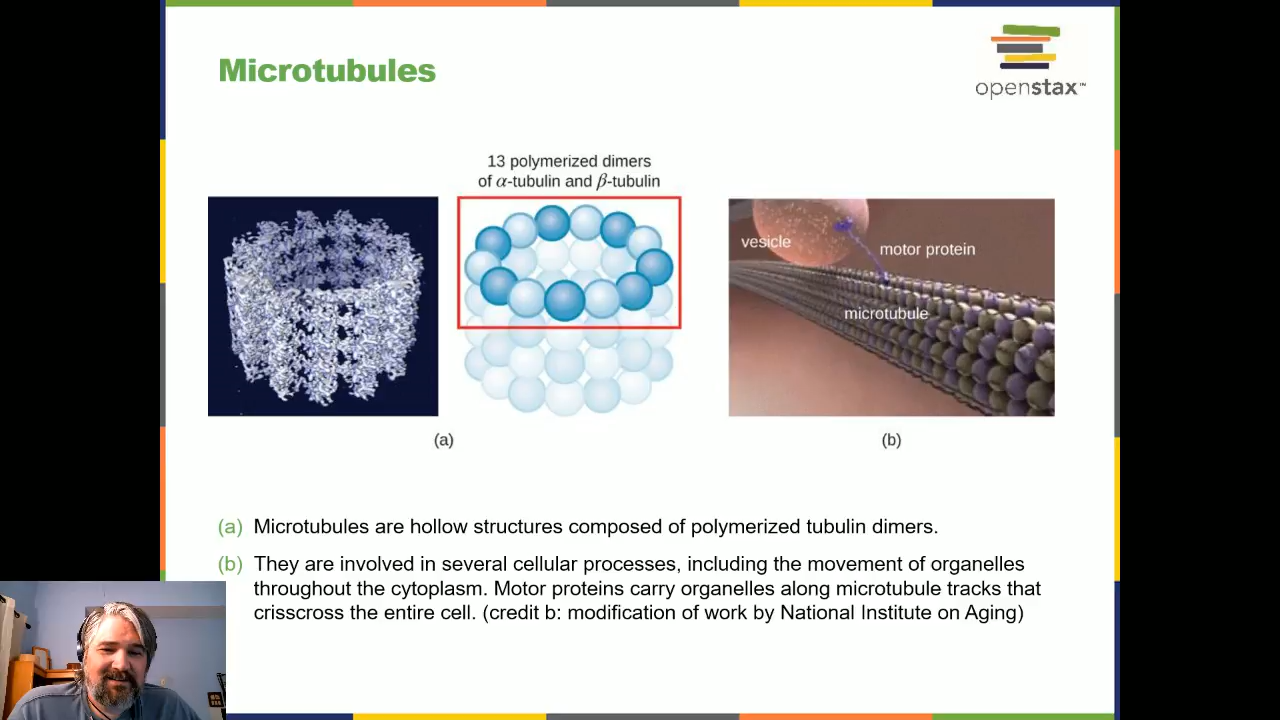 Microtubules
openstax™
13 polymerized dimers
of α-tubulin and β-tubulin
vesicle
motor protein
microtubule
(a)
(b)
(a) Microtubules are hollow structures composed of polymerized tubulin dimers.
(b) They are involved in several cellular processes, including the movement of organelles
throughout the cytoplasm. Motor proteins carry organelles along microtubule tracks that
crisscross the entire cell. (credit b: modification of work by National Institute on Aging)